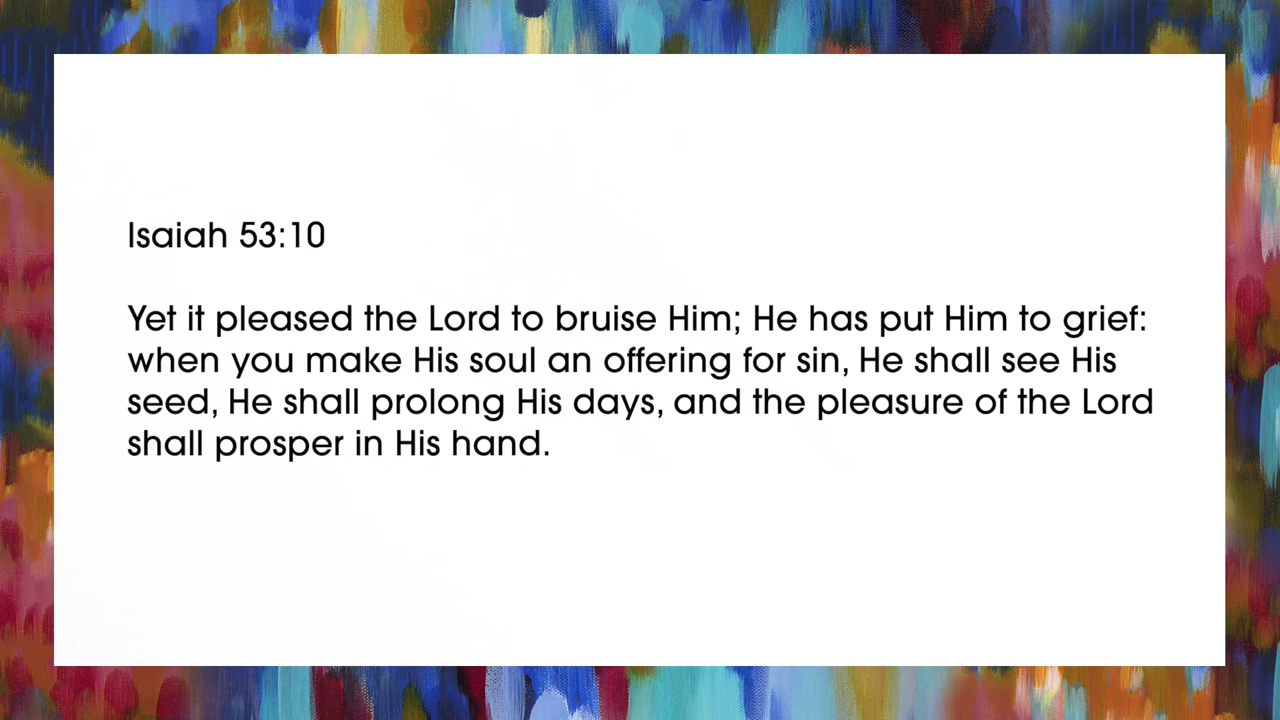 Isaiah 53:10
Yet it pleased the Lord to bruise Him; He has put Him to grief:
when you make His soul an offering for sin, He shall see His
seed, He shall prolong His days, and the pleasure of the Lord
shall prosper in His hand.